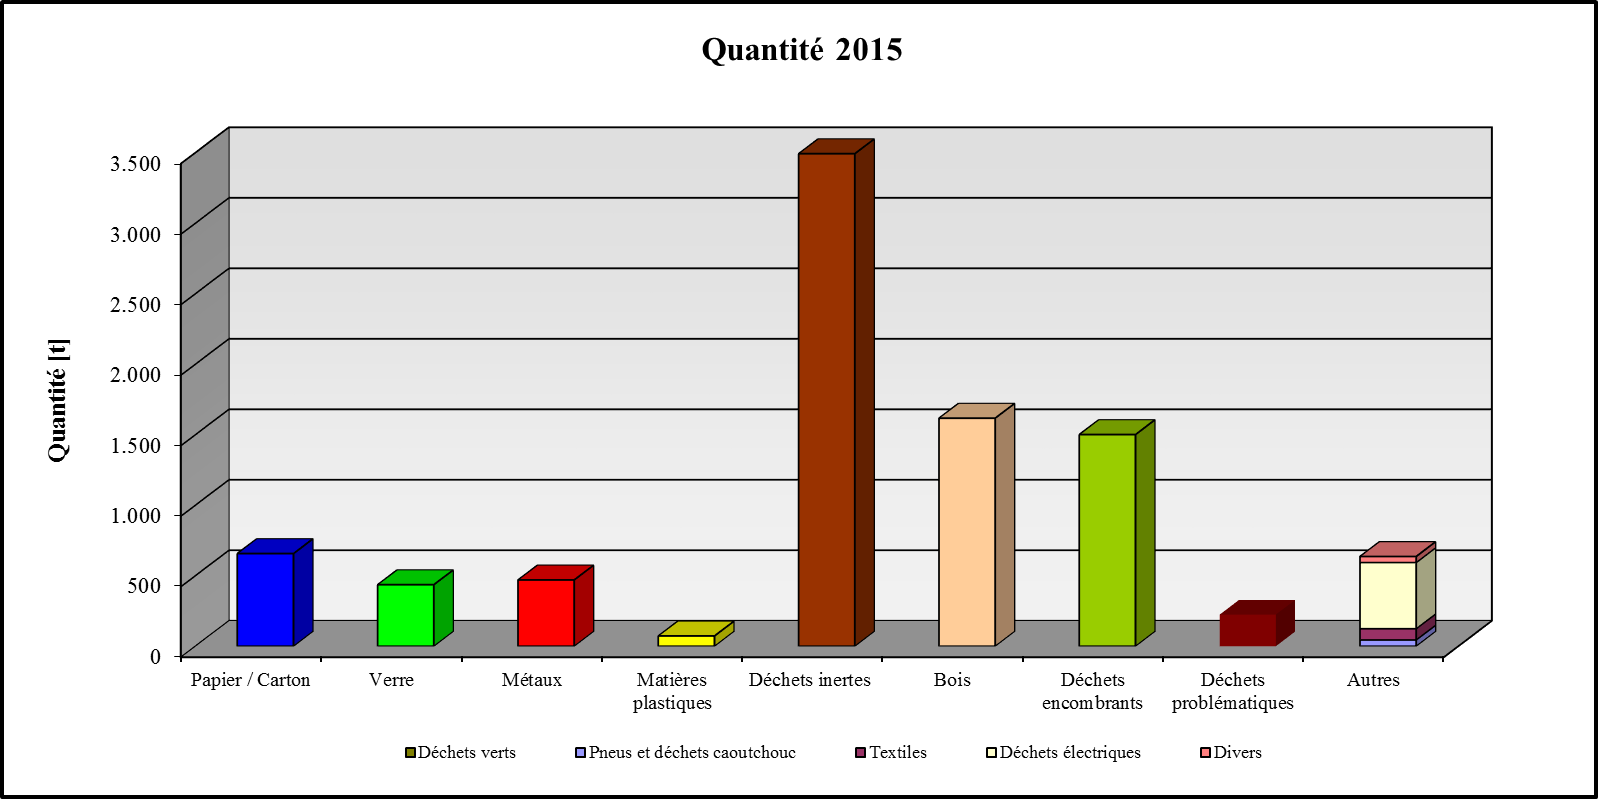 Quantité 2015
Quantité [t]
3.500
3.000
2.500
2.000
1.500
1.000
500
0
Papier / Carton
Verre
Métaux
Matières
plastiques
Déchets inertes
Bois
Déchets
encombrants
Déchets
problématiques
Autres
Déchets verts
Pneus et déchets caoutchouc
Textiles
Déchets électriques
Divers